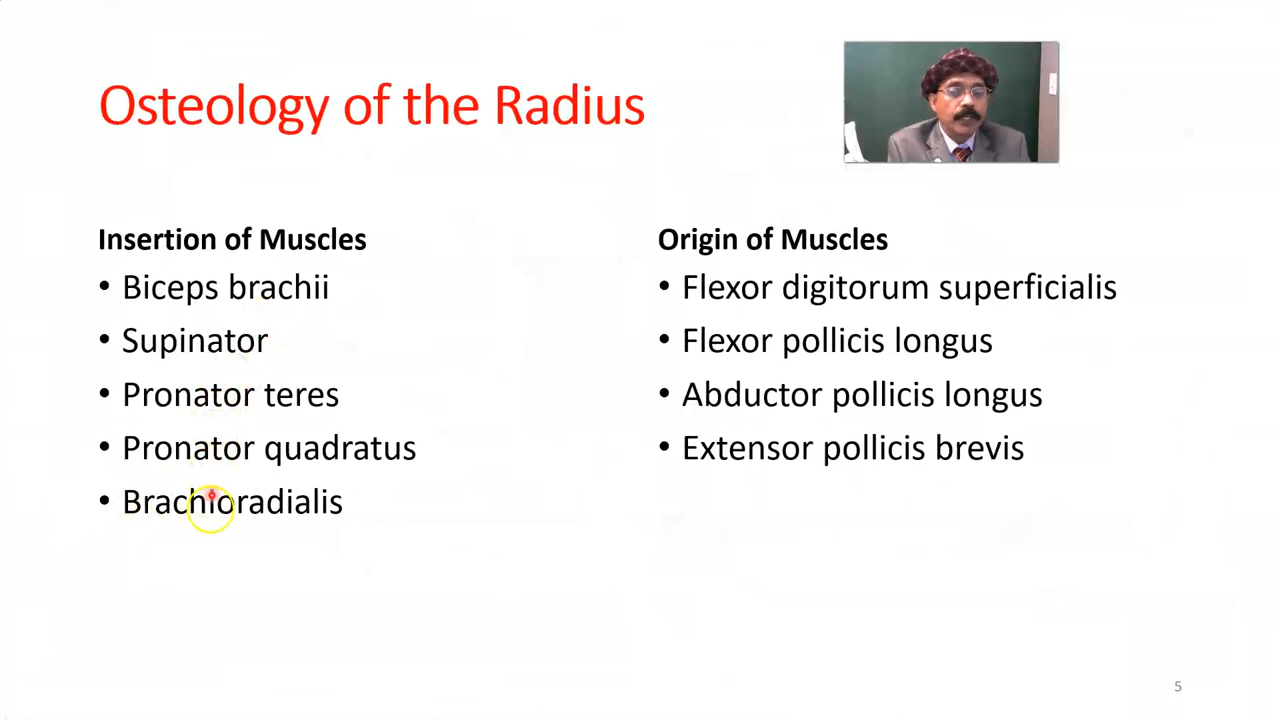 Osteology of the Radius
Insertion of Muscles
• Biceps brachii
• Supinator
• Pronator teres
• Pronator quadratus
• Brachioradialis
Origin of Muscles
• Flexor digitorum superficialis
• Flexor pollicis longus
• Abductor pollicis longus
• Extensor pollicis brevis
5